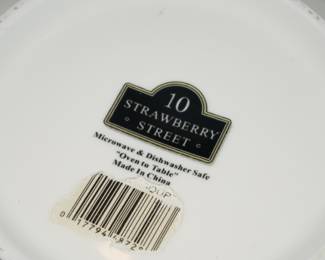 10
STRAWBERRY
STREET
Microwave & Dishwasher Safe
"Oven to Table"
Made In China